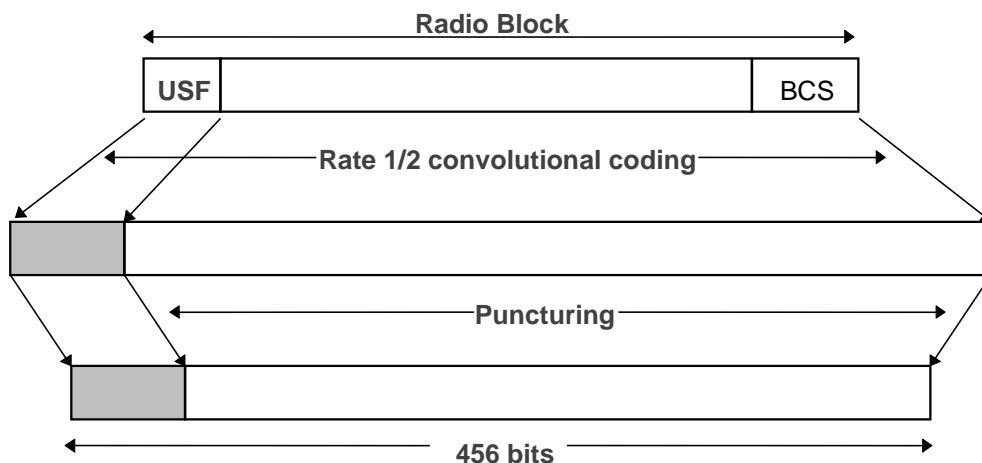 Radio Block
USF
BCS
Rate 1/2 convolutional coding
Puncturing
456 bits